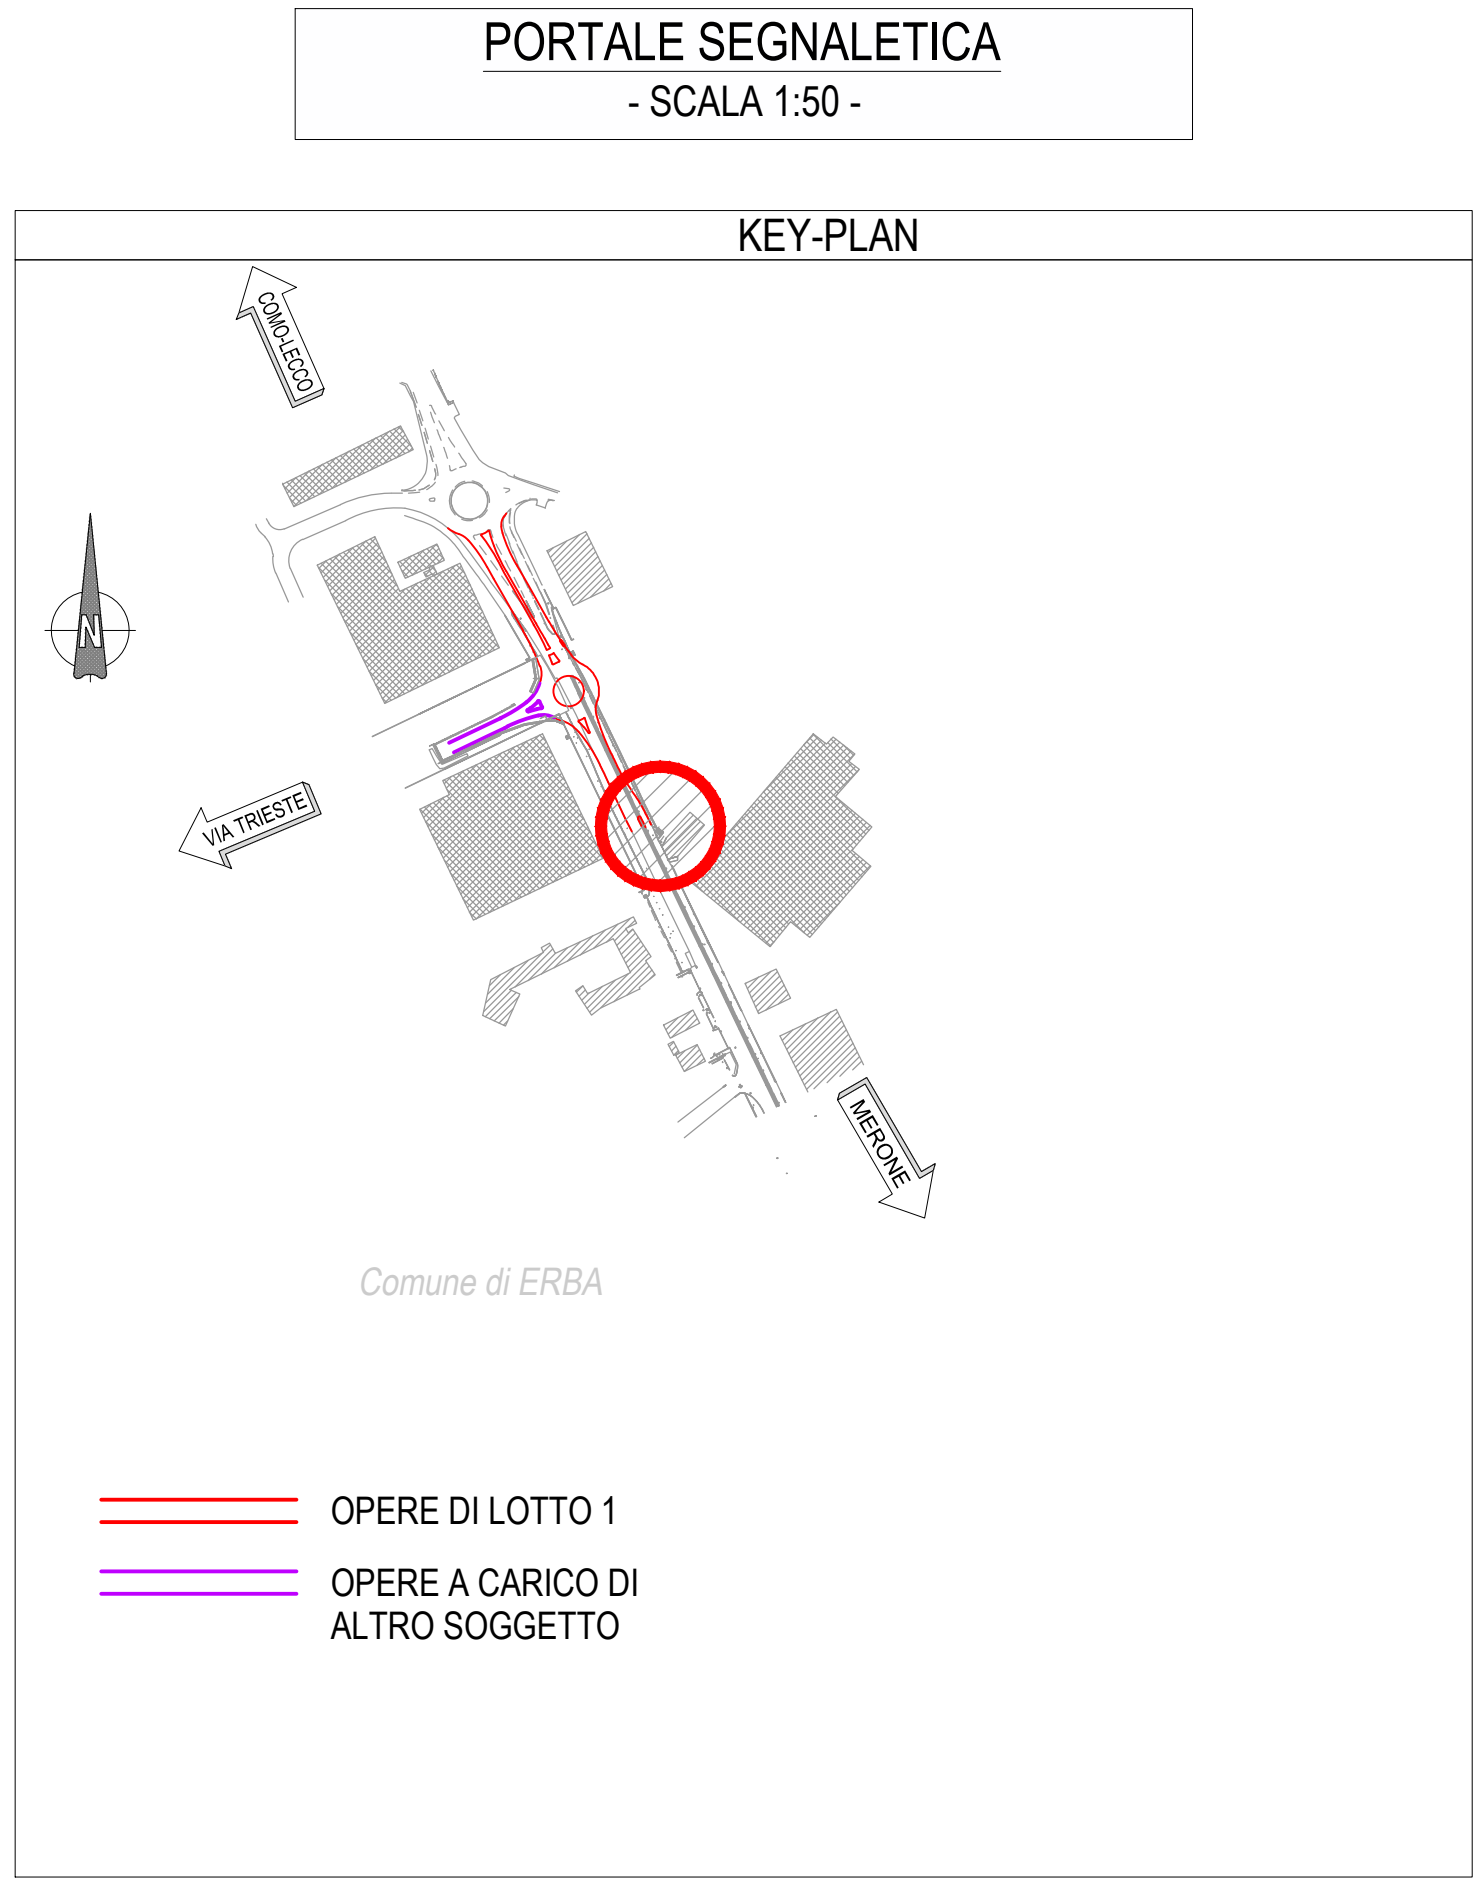 PORTALE SEGNALETICA
- SCALA 1:50 -
KEY-PLAN
COMO-LECCO
N
VIA TRIESTE
MERONE
Comune di ERBA
OPERE DI LOTTO 1
OPERE A CARICO DI
ALTRO SOGGETTO